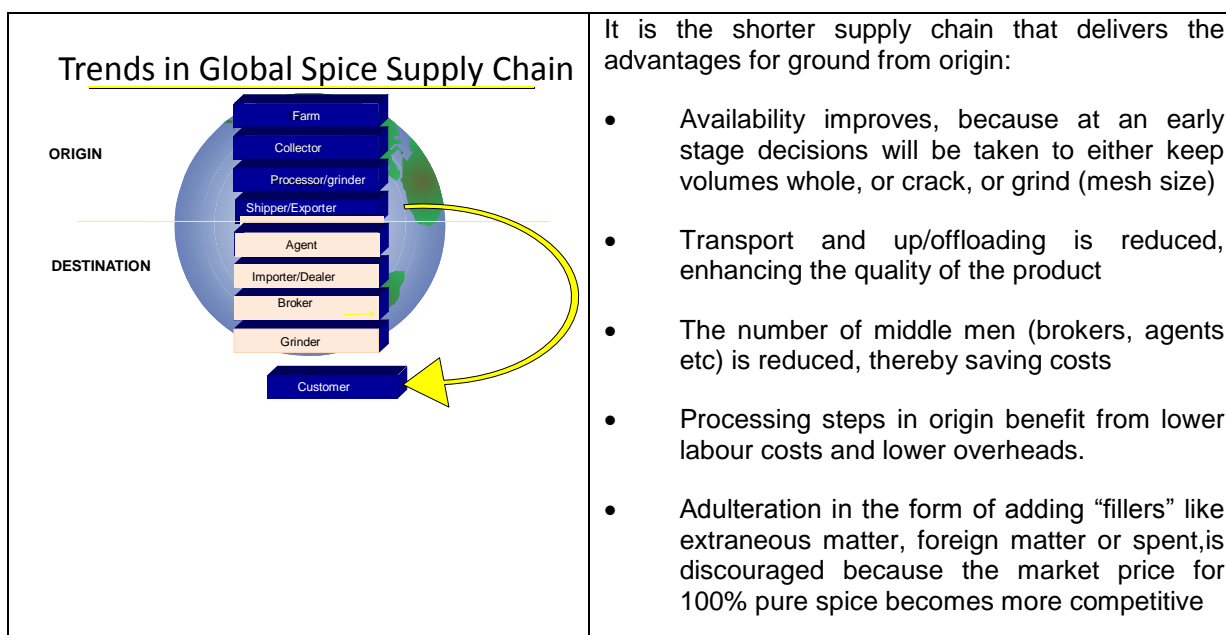 Trends in Global Spice Supply Chain
Farm
ORIGIN
Collector
Processor/grinder
Shipper/Exporter
Agent
DESTINATION
Importer/Dealer
Broker
Grinder
Customer
It is the shorter supply chain that delivers the
advantages for ground from origin:
• Availability improves, because at an early
stage decisions will be taken to either keep
volumes whole, or crack, or grind (mesh size)
• Transport and up/offloading is reduced,
enhancing the quality of the product
• The number of middle men (brokers, agents
etc) is reduced, thereby saving costs
• Processing steps in origin benefit from lower
labour costs and lower overheads.
• Adulteration in the form of adding “fillers” like
extraneous matter, foreign matter or spent,is
discouraged because the market price for
100% pure spice becomes more competitive